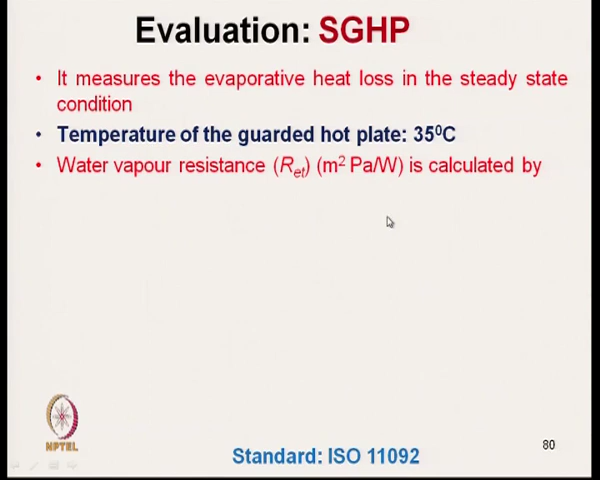 Evaluation: SGHP
• It measures the evaporative heat loss in the steady state
condition
• Temperature of the guarded hot plate: 35⁰C
• Water vapour resistance (Ret) (m² Pa/W) is calculated by
NPTEL
80
Standard: ISO 11092